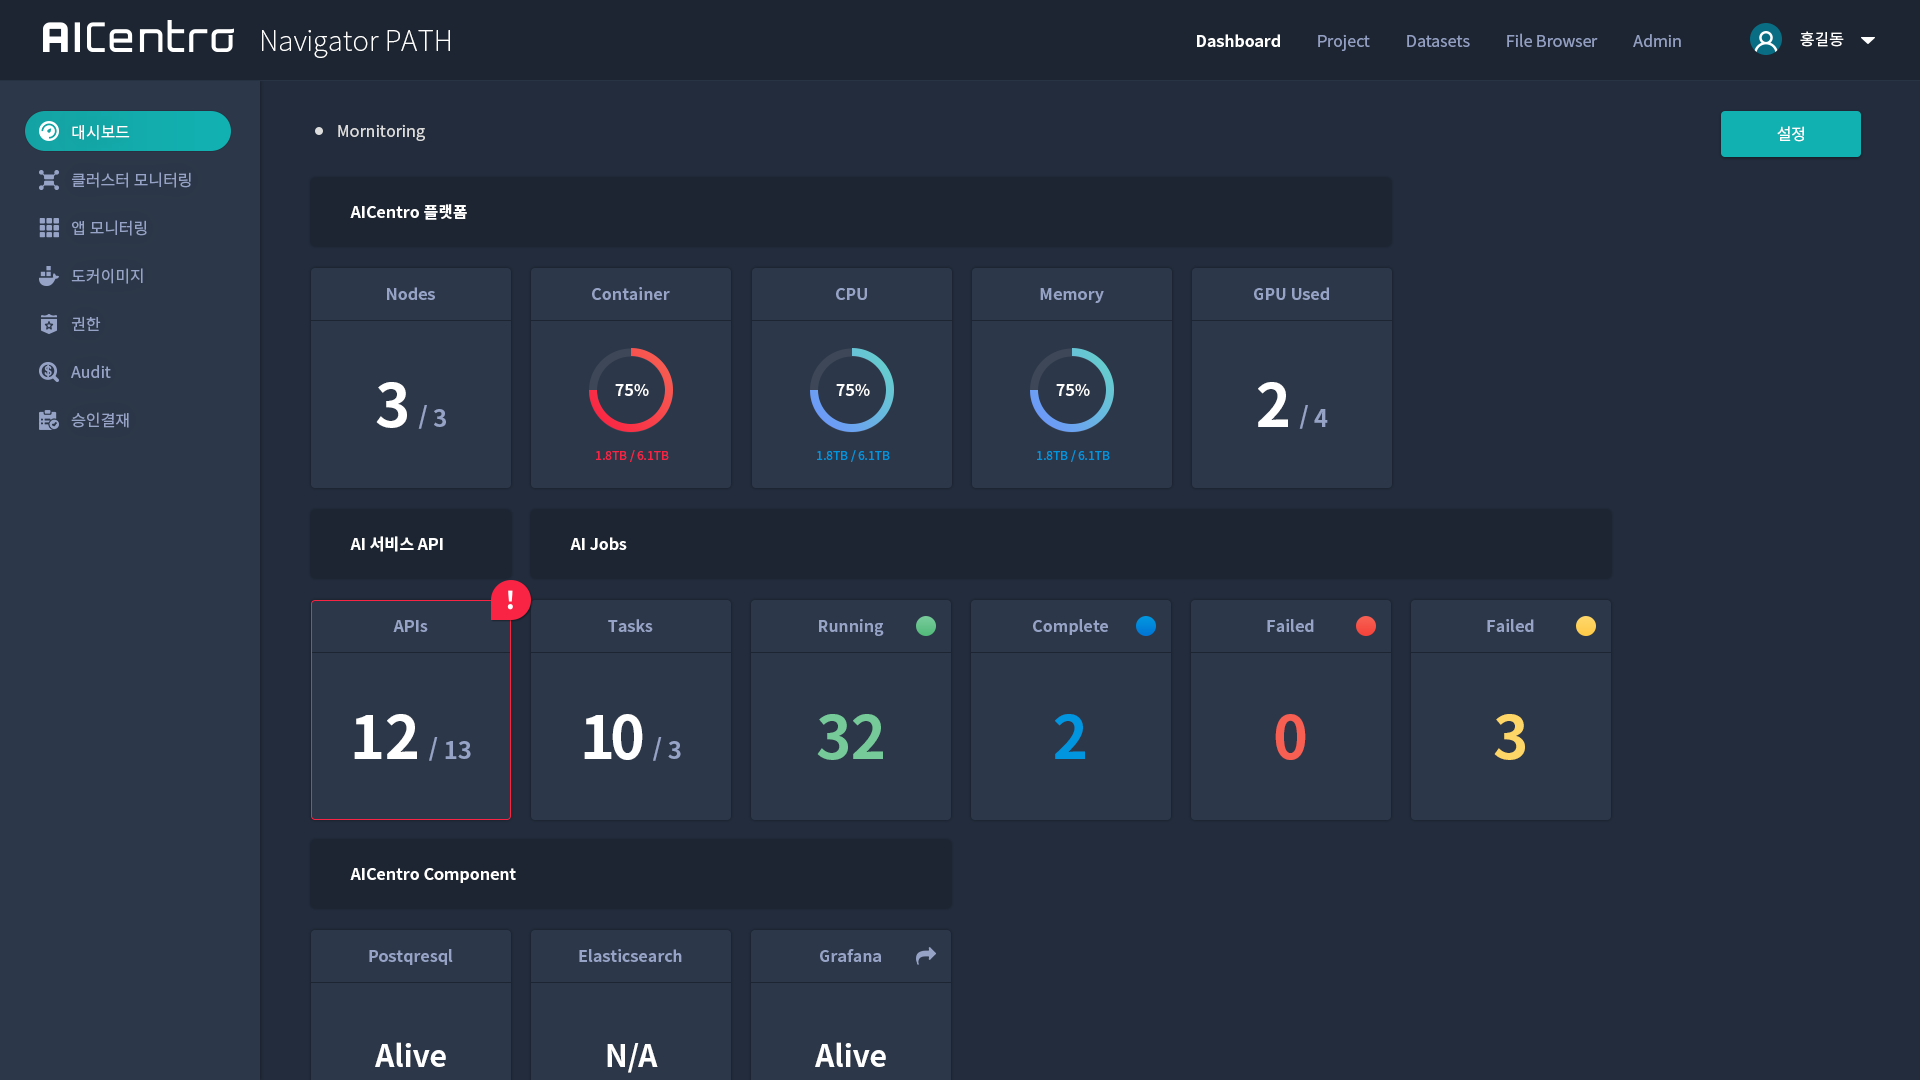 AICentro Navigator PATH
Dashboard Project Datasets File Browser Admin 홍길동
대시보드
클러스터 모니터링
앱 모니터링
도커이미지
권한
Audit
승인결재
Mornitoring
설정
AICentro 플랫폼
Nodes Container CPU Memory GPU Used
3 / 3 75% 75% 75% 2 / 4
1.8TB / 6.1TB 1.8TB / 6.1TB 1.8TB / 6.1TB
AI 서비스 API AI Jobs
!
APIs Tasks Running Complete Failed Failed
12 / 13 10 / 3 32 2 0 3
AICentro Component
Postqresql Elasticsearch Grafana
Alive N/A Alive